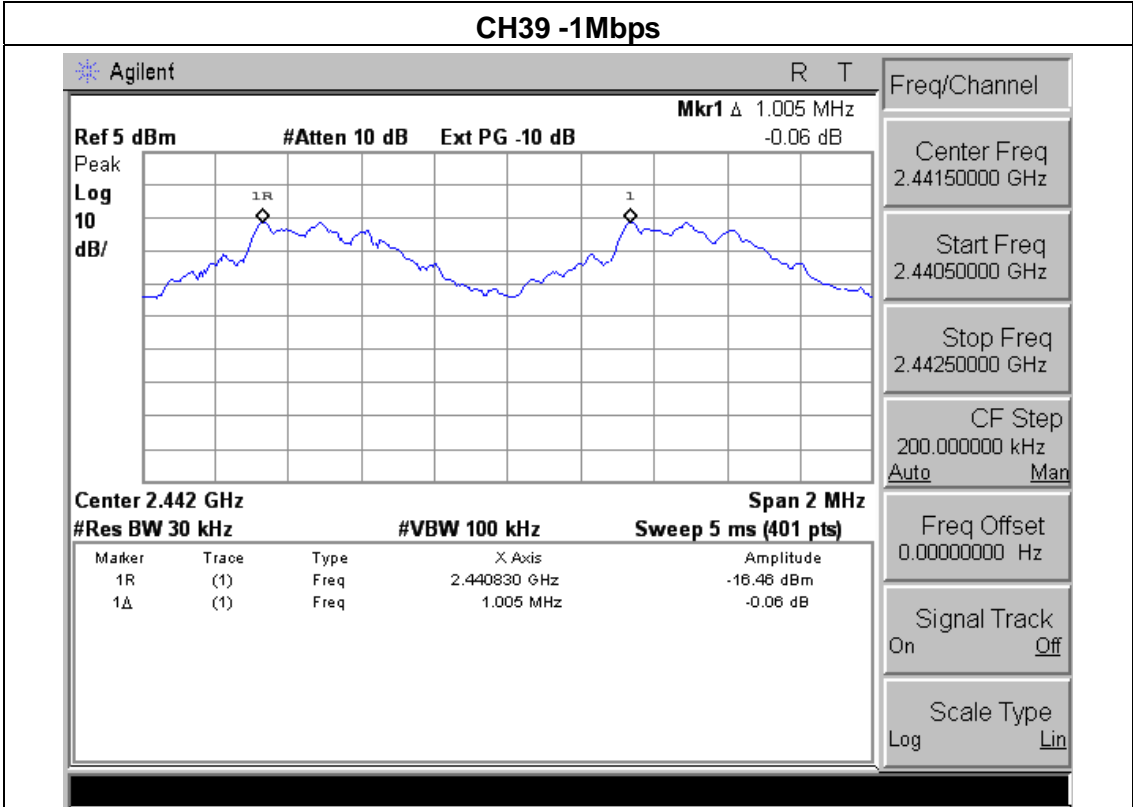 CH39 -1Mbps
Agilent R T
Mkr1 Δ 1.005 MHz
Ref 5 dBm #Atten 10 dB Ext PG -10 dB -0.06 dB
Peak
Log
10
dB/
1R 1
Center 2.442 GHz Span 2 MHz
#Res BW 30 kHz #VBW 100 kHz Sweep 5 ms (401 pts)
Marker Trace Type X Axis Amplitude
1R (1) Freq 2.440830 GHz -16.46 dBm
1Δ (1) Freq 1.005 MHz -0.06 dB
Freq/Channel
Center Freq
2.44150000 GHz
Start Freq
2.44050000 GHz
Stop Freq
2.44250000 GHz
CF Step
200.000000 kHz
Auto Man
Freq Offset
0.00000000 Hz
Signal Track
On Off
Scale Type
Log Lin